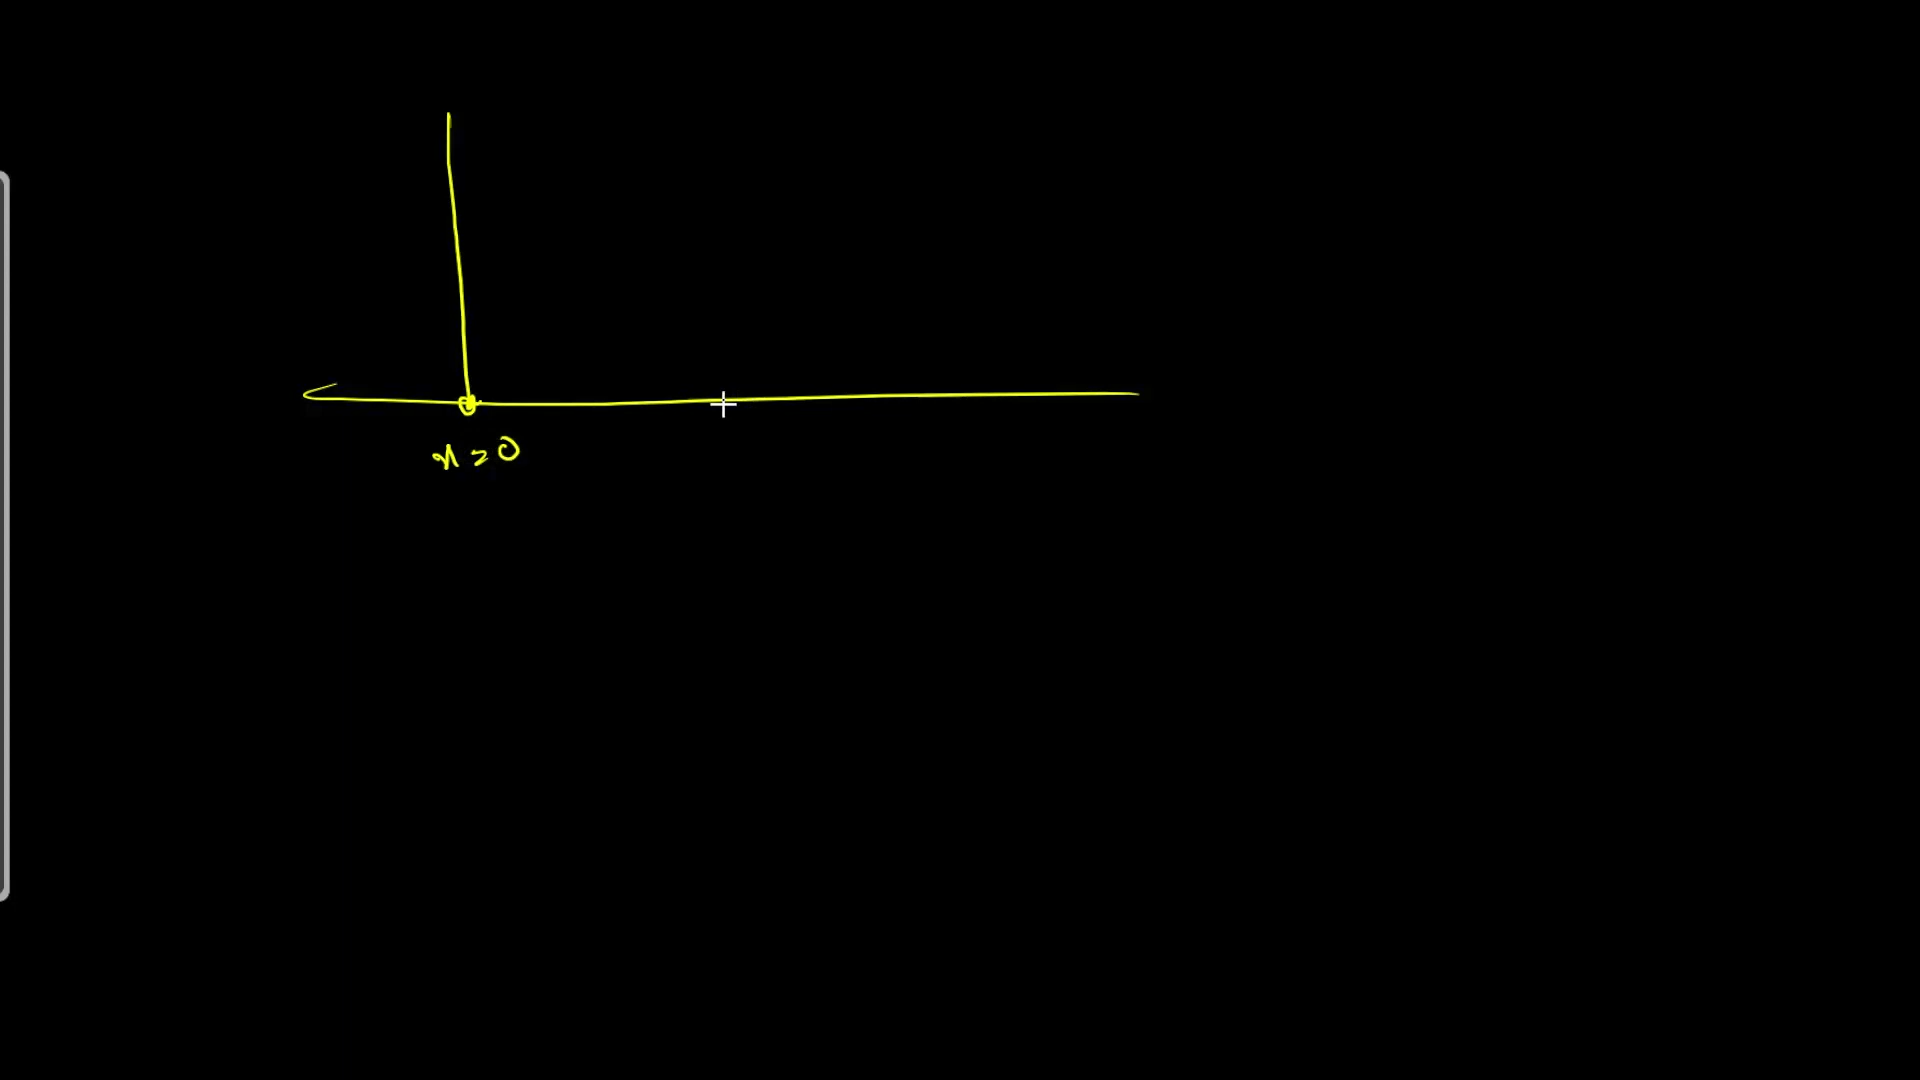 x = 0